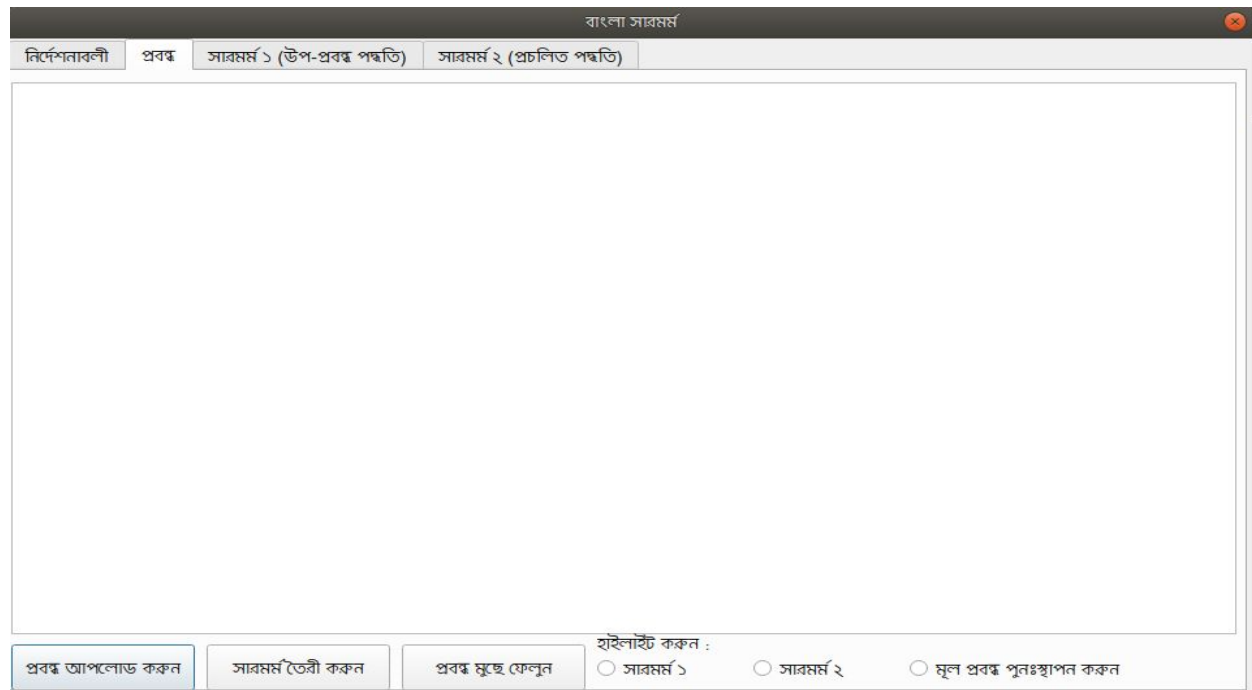 বাংলা সারমর্ম
নির্দেশনাবলী প্রবন্ধ সারমর্ম ১ (উপ-প্রবন্ধ পদ্ধতি) সারমর্ম ২ (প্রচলিত পদ্ধতি)
হাইলাইট করুন :
প্রবন্ধ আপলোড করুন সারমর্ম তৈরী করুন প্রবন্ধ মুছে ফেলুন সারমর্ম ১ সারমর্ম ২ মূল প্রবন্ধ পুনঃস্থাপন করুন